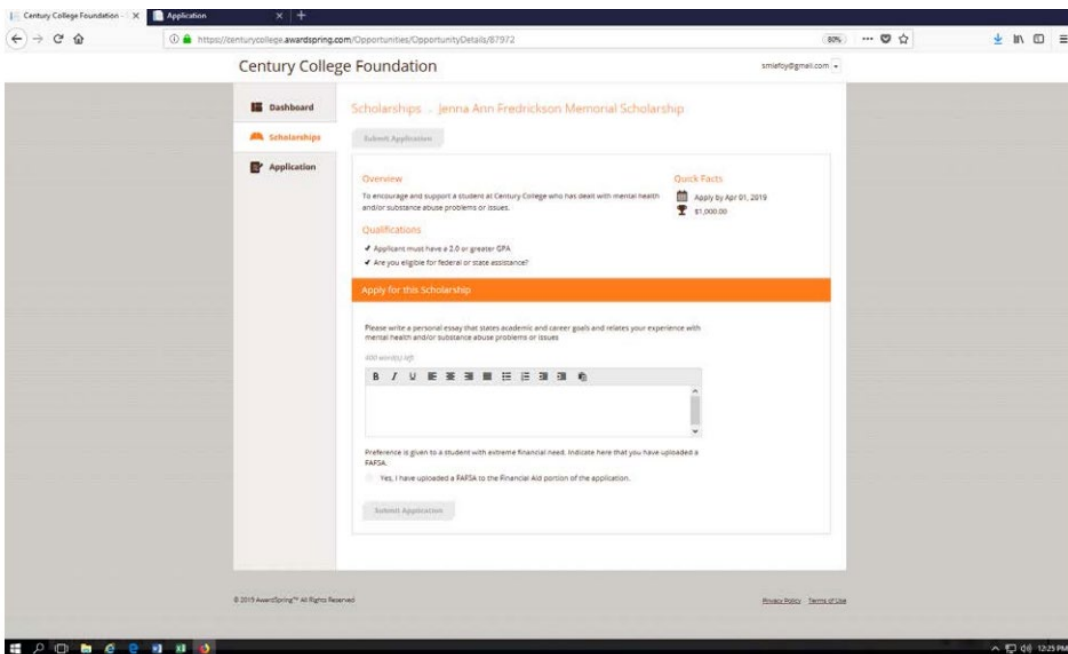 Century College Foundation -
Application
https://centurycollege.awardspring.com/Opportunities/OpportunityDetails/87972
80%
Century College Foundation
smiefoy@gmail.com
Dashboard
Scholarships
Application
Scholarships Jenna Ann Fredrickson Memorial Scholarship
Submit Application
Overview
To encourage and support a student at Century College who has dealt with mental health
and/or substance abuse problems or issues.
Qualifications
Applicant must have a 2.0 or greater GPA
Are you eligible for federal or state assistance?
Quick Facts
Apply by Apr 01, 2019
$1,000.00
Apply for this Scholarship
Please write a personal essay that states academic and career goals and relates your experience with
mental health and/or substance abuse problems or issues
400 word(s) left
B I U
Preference is given to a student with extreme financial need. Indicate here that you have uploaded a
FAFSA.
Yes, I have uploaded a FAFSA to the Financial Aid portion of the application.
Submit Application
© 2019 AwardSpring™ All Rights Reserved
Privacy Policy Terms of Use
12:25 PM